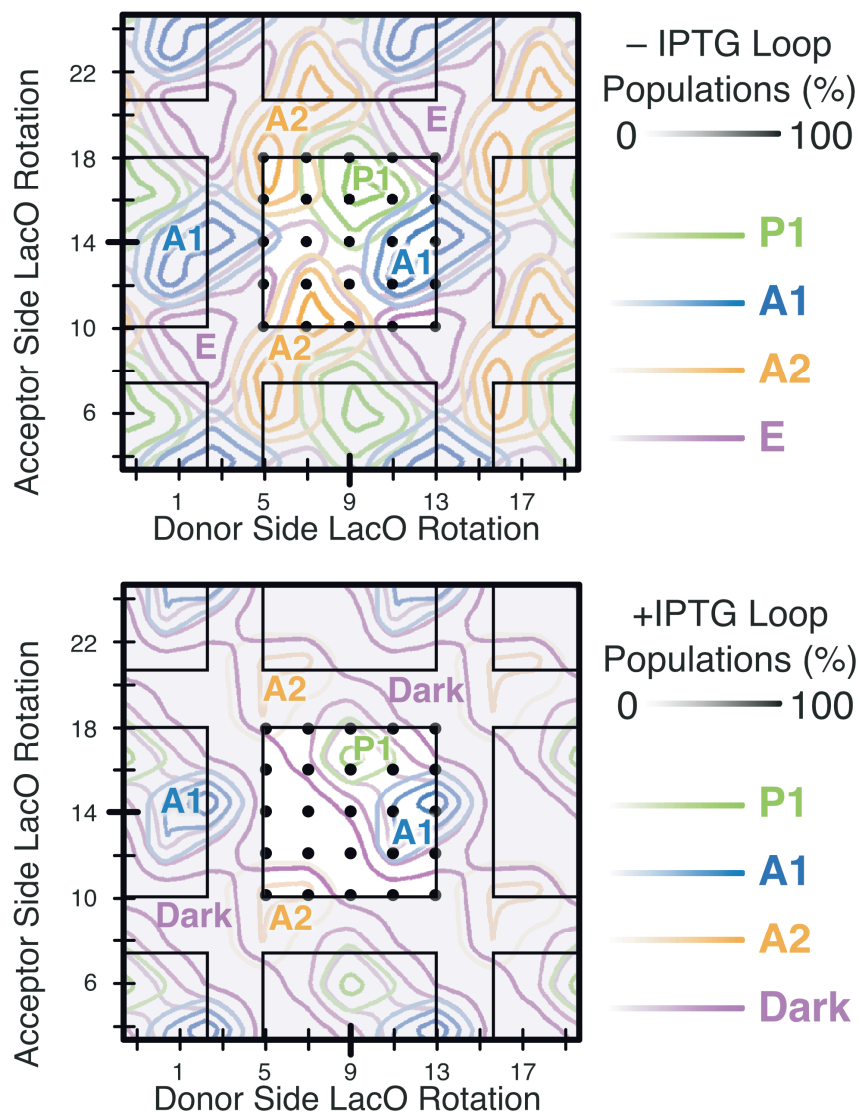 – IPTG Loop
Populations (%)
0 100
P1
A1
A2
E
Acceptor Side LacO Rotation
22
18
14
10
6
A2
E
P1
A1
A1
E
A2
1 5 9 13 17
Donor Side LacO Rotation
+IPTG Loop
Populations (%)
0 100
P1
A1
A2
Dark
Acceptor Side LacO Rotation
22
18
14
10
6
A2
Dark
P1
A1
A1
Dark
A2
1 5 9 13 17
Donor Side LacO Rotation